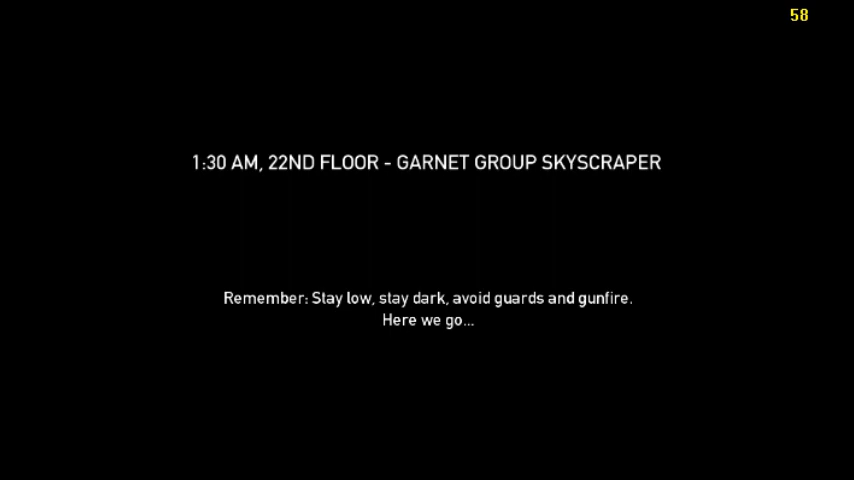 58
1:30 AM, 22ND FLOOR - GARNET GROUP SKYSCRAPER
Remember: Stay low, stay dark, avoid guards and gunfire.
Here we go...